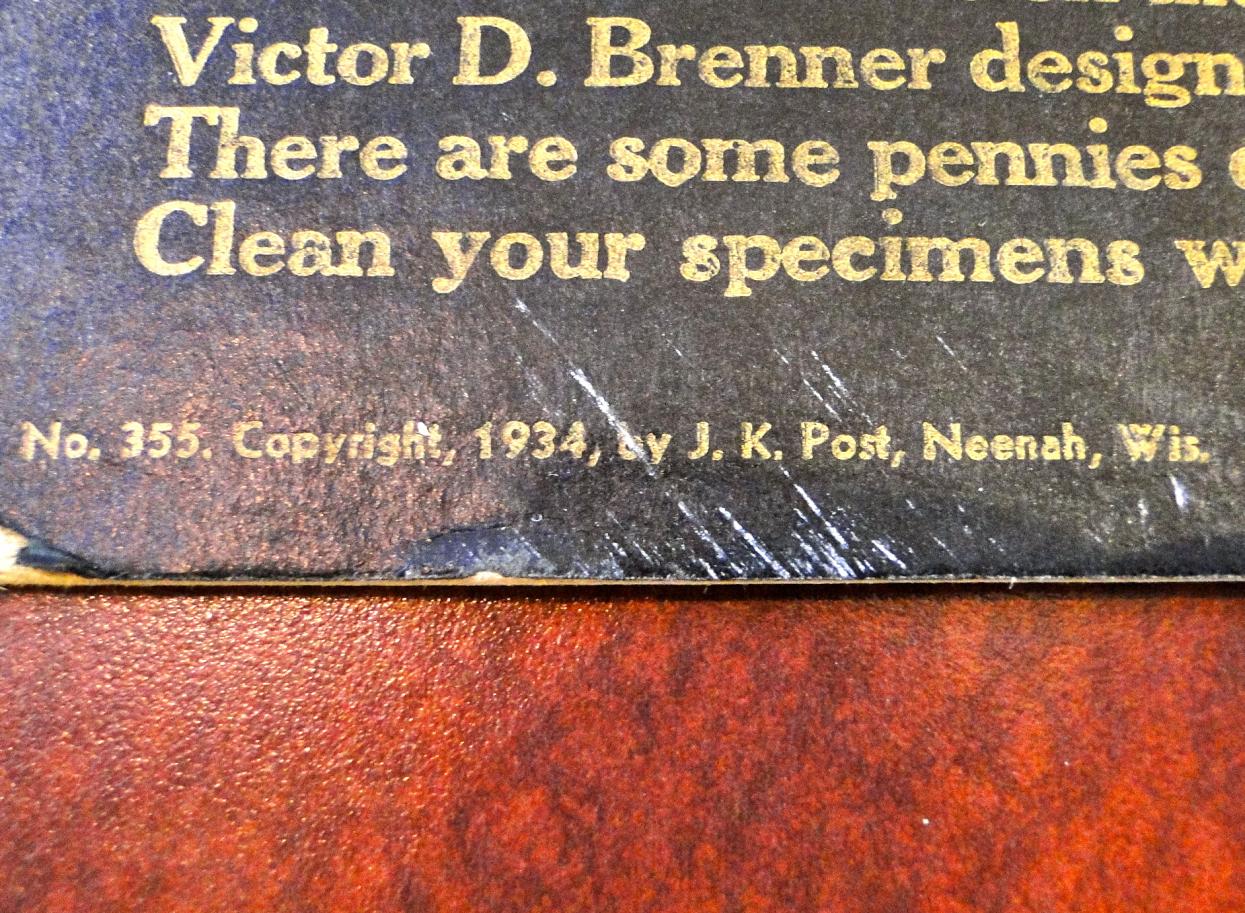 Victor D. Brenner design
There are some pennies
Clean your specimens w
No. 355. Copyright, 1934, by J. K. Post, Neenah, Wis.